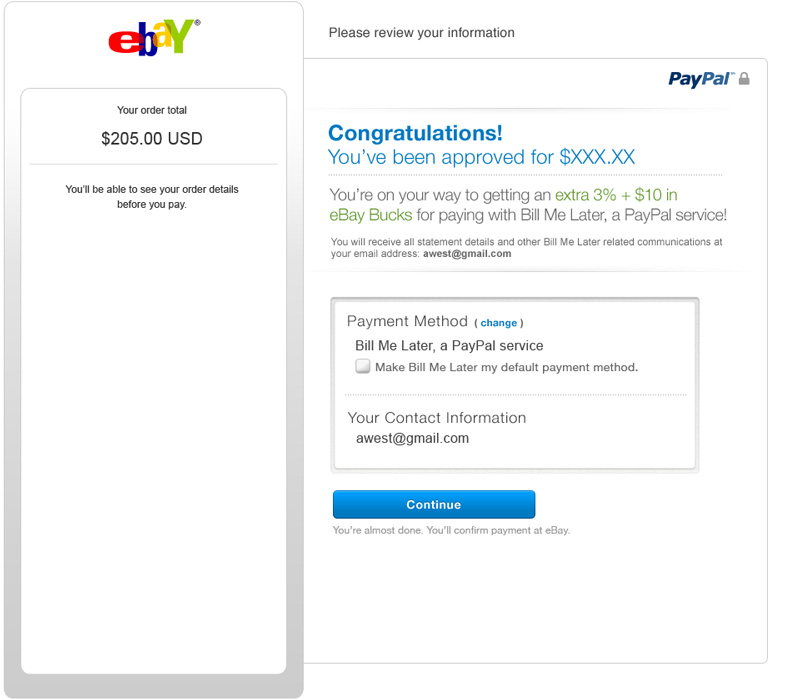 ebaY®
Your order total
$205.00 USD
You'll be able to see your order details
before you pay.
Please review your information
PayPal™
Congratulations!
You've been approved for $XXX.XX
You're on your way to getting an extra 3% + $10 in
eBay Bucks for paying with Bill Me Later, a PayPal service!
You will receive all statement details and other Bill Me Later related communications at
your email address: awest@gmail.com
Payment Method ( change )
Bill Me Later, a PayPal service
Make Bill Me Later my default payment method.
Your Contact Information
awest@gmail.com
Continue
You're almost done. You'll confirm payment at eBay.